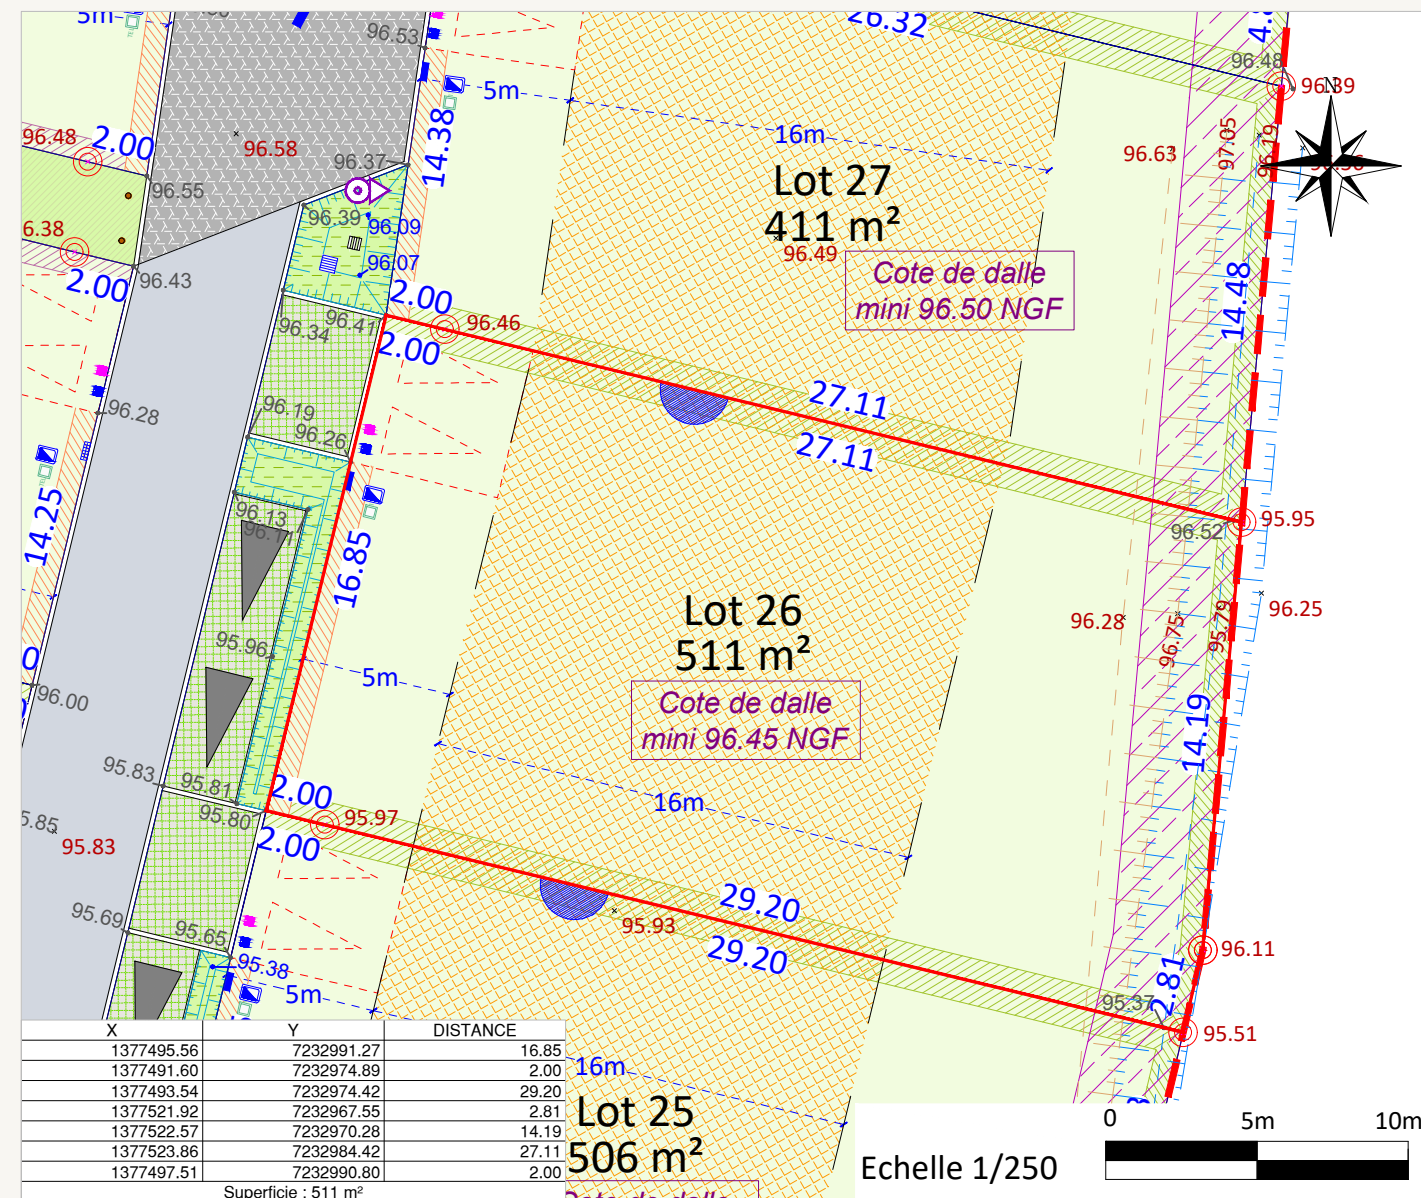 5m
96.53
26.32
4.8
96.48
96.39
N
5m
14.38
16m
96.48
2.00
96.58
96.37
96.63
97.05
96.19
96.55
Lot 27
411 m²
96.39
96.09
96.49
6.38
96.07
Cote de dalle
mini 96.50 NGF
2.00
96.43
2.00
14.48
96.34
96.41
96.46
2.00
27.11
96.28
96.19
96.26
27.11
14.25
96.13
96.11
96.52
95.95
16.85
Lot 26
511 m²
96.28
96.75
95.79
96.25
95.96
0
5m
Cote de dalle
mini 96.45 NGF
96.00
14.19
95.83
95.81
2.00
16m
95.80
95.97
2.00
5.85
95.83
29.20
95.69
95.65
95.93
29.20
96.11
95.38
5m
2.81
95.37
95.51
X Y DISTANCE
1377495.56 7232991.27 16.85
1377491.60 7232974.89 2.00
1377493.54 7232974.42 29.20
1377521.92 7232967.55 2.81
1377522.57 7232970.28 14.19
1377523.86 7232984.42 27.11
1377497.51 7232990.80 2.00
Superficie : 511 m²
16m
Lot 25
506 m²
Cote de dalle
Echelle 1/250
0 5m 10m